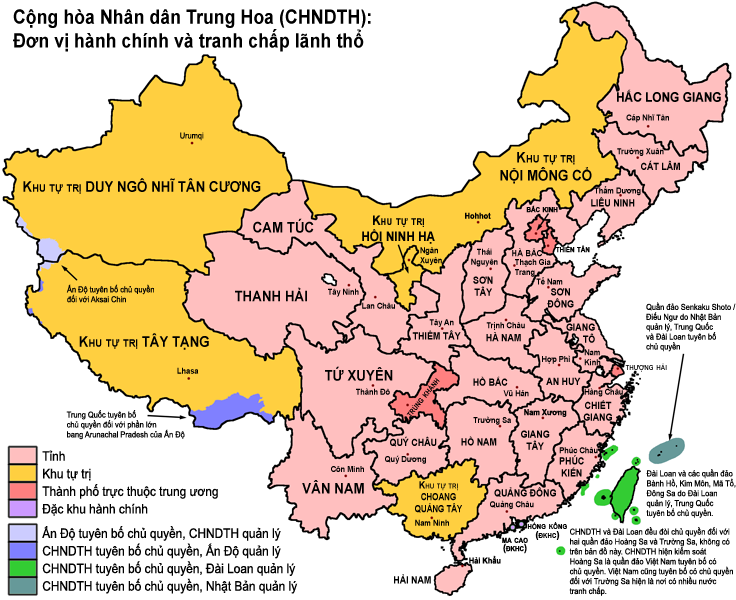 Cộng hòa Nhân dân Trung Hoa (CHNDTH):
Đơn vị hành chính và tranh chấp lãnh thổ
HẮC LONG GIANG
Cáp Nhĩ Tân
Trường Xuân
CÁT LÂM
Thẩm Dương
LIÊU NINH
Urumqi
KHU TỰ TRỊ DUY NGÔ NHĨ TÂN CƯƠNG
KHU TỰ TRỊ
NỘI MÔNG CỔ
Hohhot
BẮC KINH
THIÊN TÂN
CAM TÚC
KHU TỰ TRỊ
HỒI NINH HẠ
Ngân
Xuyên
Thái
Nguyên
SƠN
TÂY
HÀ BẮC
Thạch Gia
Trang
Tế Nam
SƠN
ĐÔNG
Ấn Độ tuyên bố chủ quyền
đối với Aksai Chin
THANH HẢI
Tây Ninh
Lan Châu
Quần đảo Senkaku Shoto /
Điếu Ngư do Nhật Bản
quản lý, Trung Quốc
và Đài Loan tuyên bố
chủ quyền
KHU TỰ TRỊ TÂY TẠNG
Lhasa
Tây An
THIỂM TÂY
Trịnh Châu
HÀ NAM
GIANG
TÔ
Nam
Kinh
Hợp Phì
AN HUY
THƯỢNG HẢI
TỨ XUYÊN
Thành Đô
TRÙNG KHÁNH
HỒ BẮC
Vũ Hán
Hàng Châu
CHIẾT
GIANG
Trung Quốc tuyên bố
chủ quyền đối với phần lớn
bang Arunachal Pradesh của Ấn Độ
Trường Sa
HỒ NAM
Nam Xương
GIANG
TÂY
Phúc Châu
PHÚC
KIẾN
QUÝ CHÂU
Quý Dương
Côn Minh
VÂN NAM
KHU TỰ TRỊ
CHOANG
QUẢNG TÂY
Nam Ninh
QUẢNG ĐÔNG
Quảng Châu
HỒNG KÔNG
(ĐKHC)
MA CAO
(ĐKHC)
Hải Khẩu
HẢI NAM
Đài Loan và các quần đảo
Bành Hồ, Kim Môn, Mã Tổ,
Đông Sa do Đài Loan
quản lý, Trung Quốc
tuyên bố chủ quyền.
CHNDTH và Đài Loan đều đòi chủ quyền đối với
hai quần đảo Hoàng Sa và Trường Sa, không có
trên bản đồ này. CHNDTH hiện kiểm soát
Hoàng Sa là quần đảo Việt Nam tuyên bố có
chủ quyền. Việt Nam cũng tuyên bố có chủ quyền
đối với Trường Sa hiện là nơi có nhiều nước
tranh chấp.
Tỉnh
Khu tự trị
Thành phố trực thuộc trung ương
Đặc khu hành chính
Ấn Độ tuyên bố chủ quyền, CHNDTH quản lý
CHNDTH tuyên bố chủ quyền, Ấn Độ quản lý
CHNDTH tuyên bố chủ quyền, Đài Loan quản lý
CHNDTH tuyên bố chủ quyền, Nhật Bản quản lý